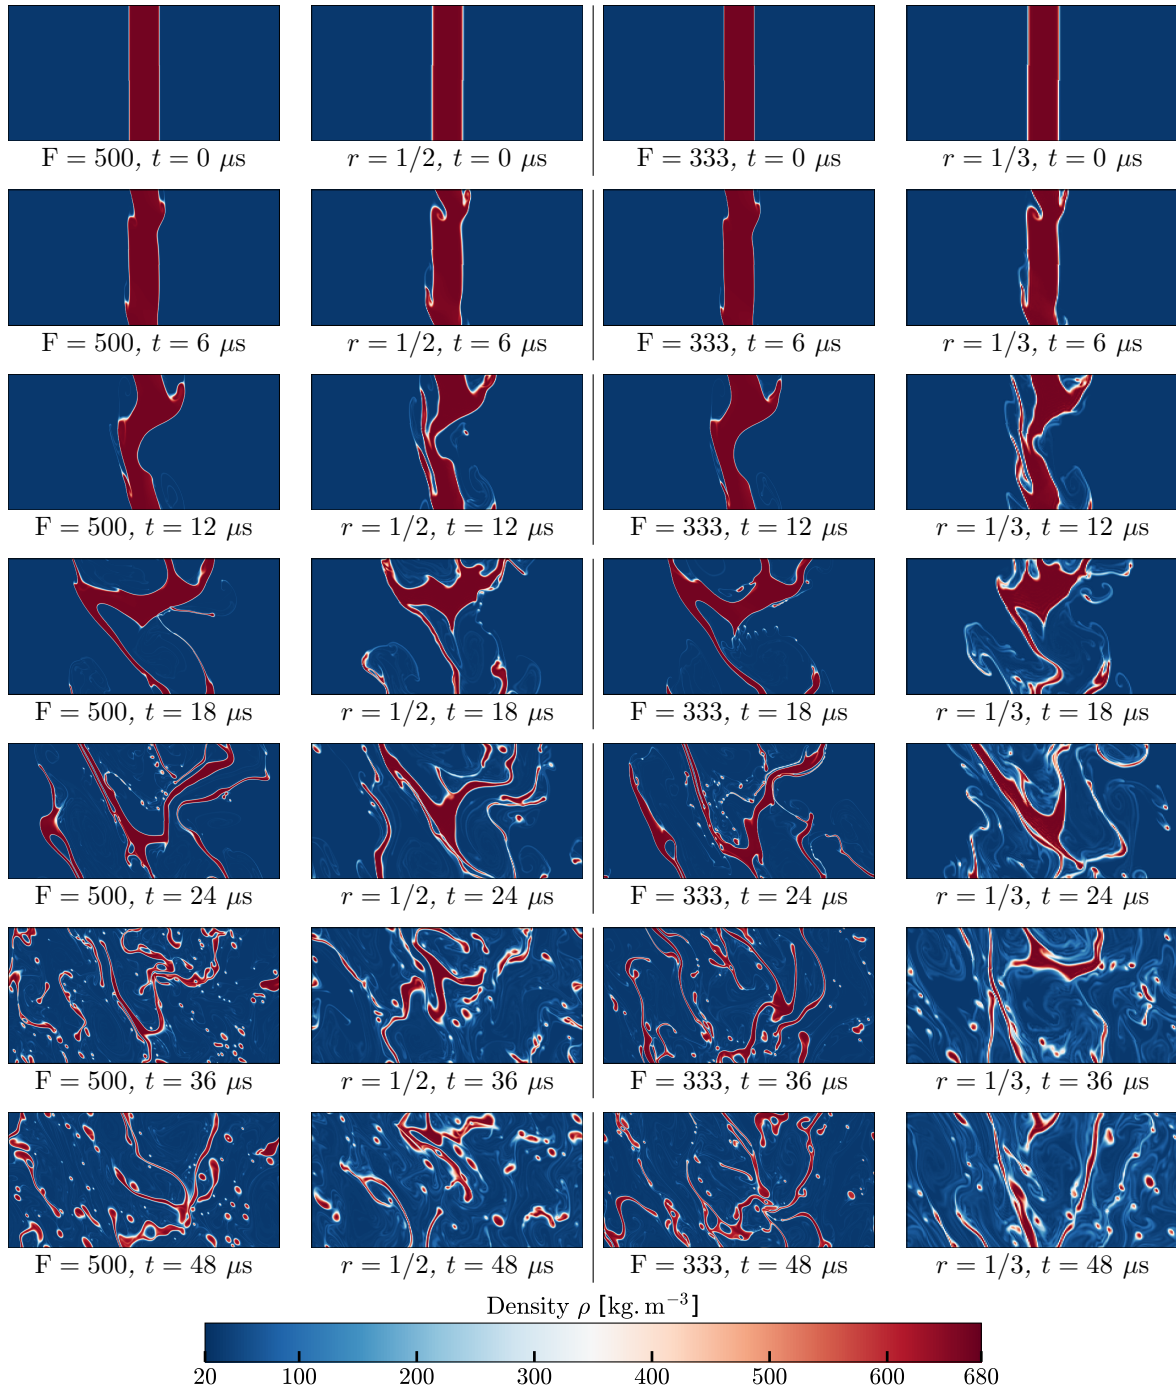 F = 500, t = 0 μs r = 1/2, t = 0 μs F = 333, t = 0 μs r = 1/3, t = 0 μs
F = 500, t = 6 μs r = 1/2, t = 6 μs F = 333, t = 6 μs r = 1/3, t = 6 μs
F = 500, t = 12 μs r = 1/2, t = 12 μs F = 333, t = 12 μs r = 1/3, t = 12 μs
F = 500, t = 18 μs r = 1/2, t = 18 μs F = 333, t = 18 μs r = 1/3, t = 18 μs
F = 500, t = 24 μs r = 1/2, t = 24 μs F = 333, t = 24 μs r = 1/3, t = 24 μs
F = 500, t = 36 μs r = 1/2, t = 36 μs F = 333, t = 36 μs r = 1/3, t = 36 μs
F = 500, t = 48 μs r = 1/2, t = 48 μs F = 333, t = 48 μs r = 1/3, t = 48 μs
Density ρ [kg.m⁻³]
20 100 200 300 400 500 600 680